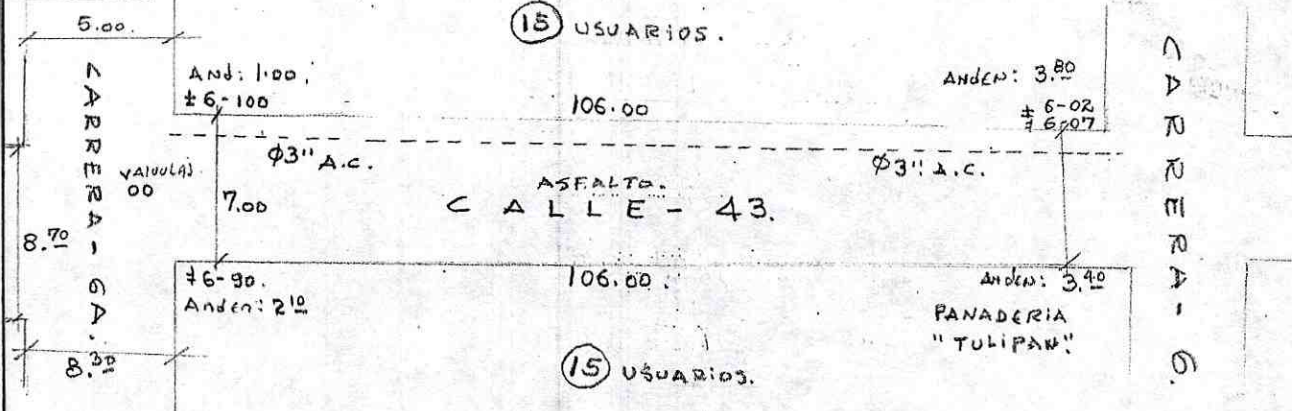 5.00.
15 USUARIOS.
And: 1.00.
# 6-100
106.00
ANDEN: 3.80
# 6-02
# 6-07
CARRERA-6A.
VALVULAS.
00
Φ3" A.C.
Φ3" A.C.
7.00
ASFALTO.
CALLE-43.
CARRERA-6.
8.70
# 6-90.
Anden: 2.10
106.00.
ANDEN: 3.40
PANADERIA
"TULIPAN"
8.30
15 USUARIOS.